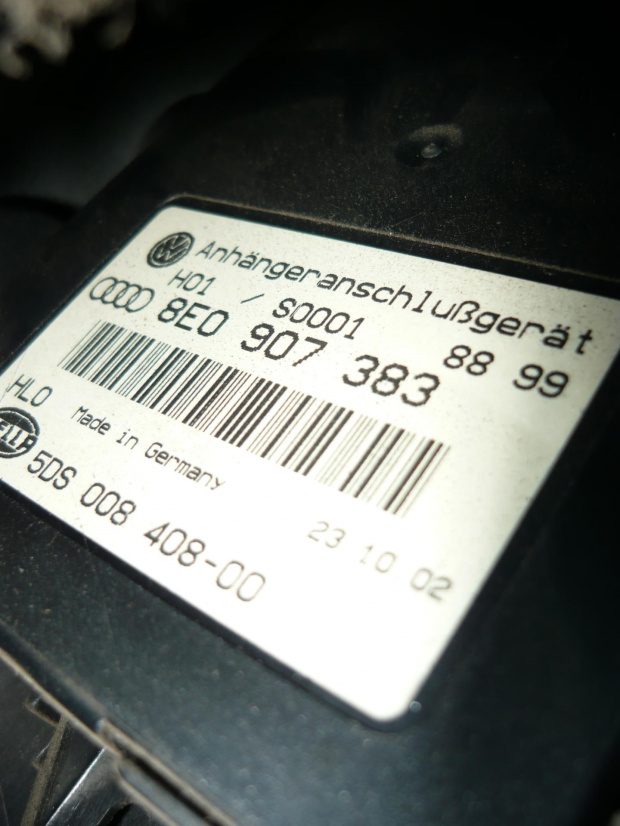 Anhängeranschlußgerät
H01 / S0001 88 99
8E0 907 383
HLO
Made in Germany
23 10 02
5DS 008 408-00